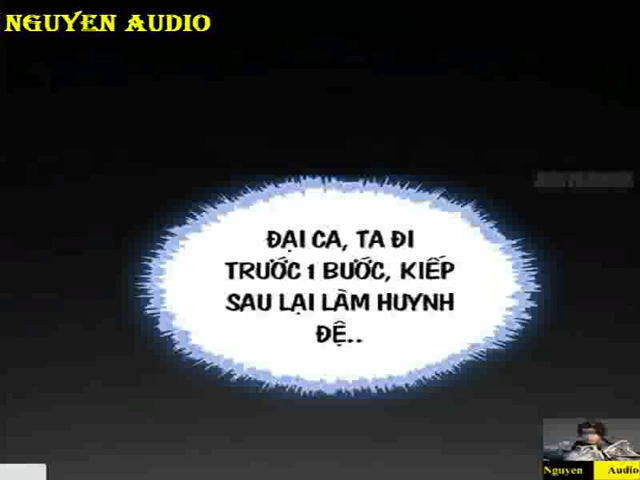 NGUYEN AUDIO
ĐẠI CA, TA ĐI
TRƯỚC 1 BƯỚC, KIẾP
SAU LẠI LÀM HUYNH
ĐỆ..
Nguyen Audio